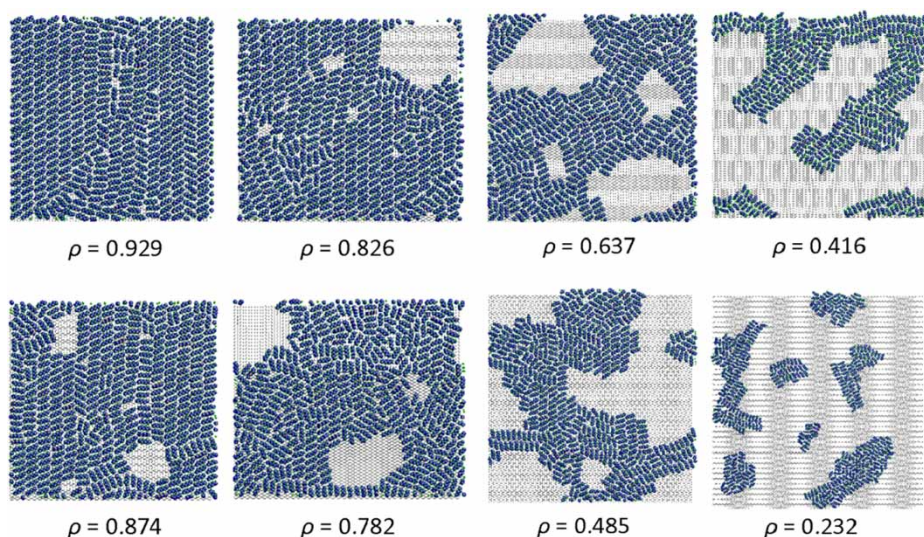 ρ = 0.929
ρ = 0.826
ρ = 0.637
ρ = 0.416
ρ = 0.874
ρ = 0.782
ρ = 0.485
ρ = 0.232